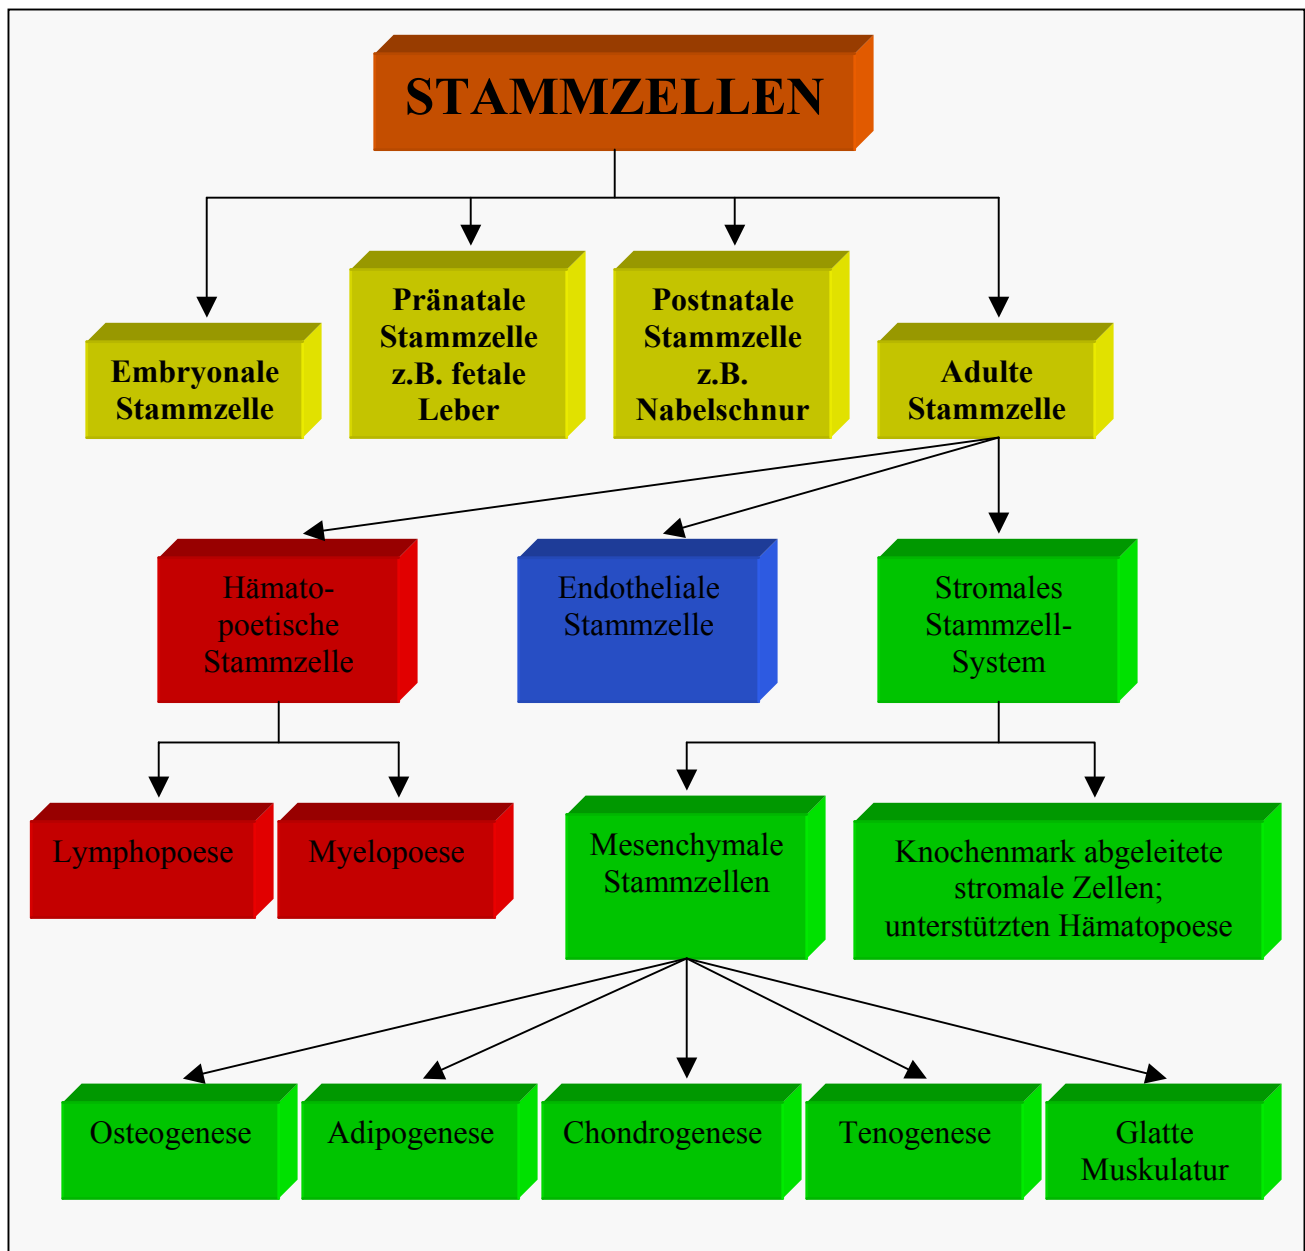 STAMMZELLEN
Embryonale
Stammzelle
Pränatale
Stammzelle
z.B. fetale
Leber
Postnatale
Stammzelle
z.B.
Nabelschnur
Adulte
Stammzelle
Hämato-
poetische
Stammzelle
Endotheliale
Stammzelle
Stromales
Stammzell-
System
Lymphopoese
Myelopoese
Mesenchymale
Stammzellen
Knochenmark abgeleitete
stromale Zellen;
unterstützten Hämatopoese
Osteogenese
Adipogenese
Chondrogenese
Tenogenese
Glatte
Muskulatur